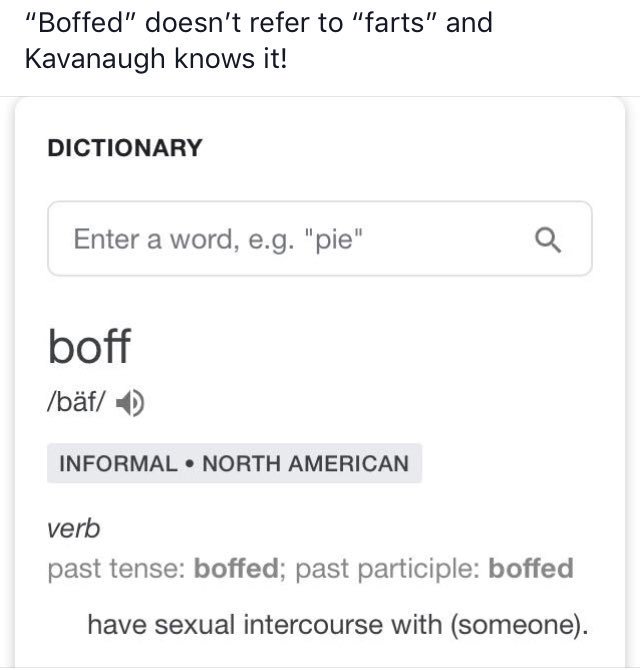 “Boffed” doesn’t refer to “farts” and
Kavanaugh knows it!
DICTIONARY
Enter a word, e.g. "pie"
boff
/bäf/
INFORMAL • NORTH AMERICAN
verb
past tense: boffed; past participle: boffed
have sexual intercourse with (someone).